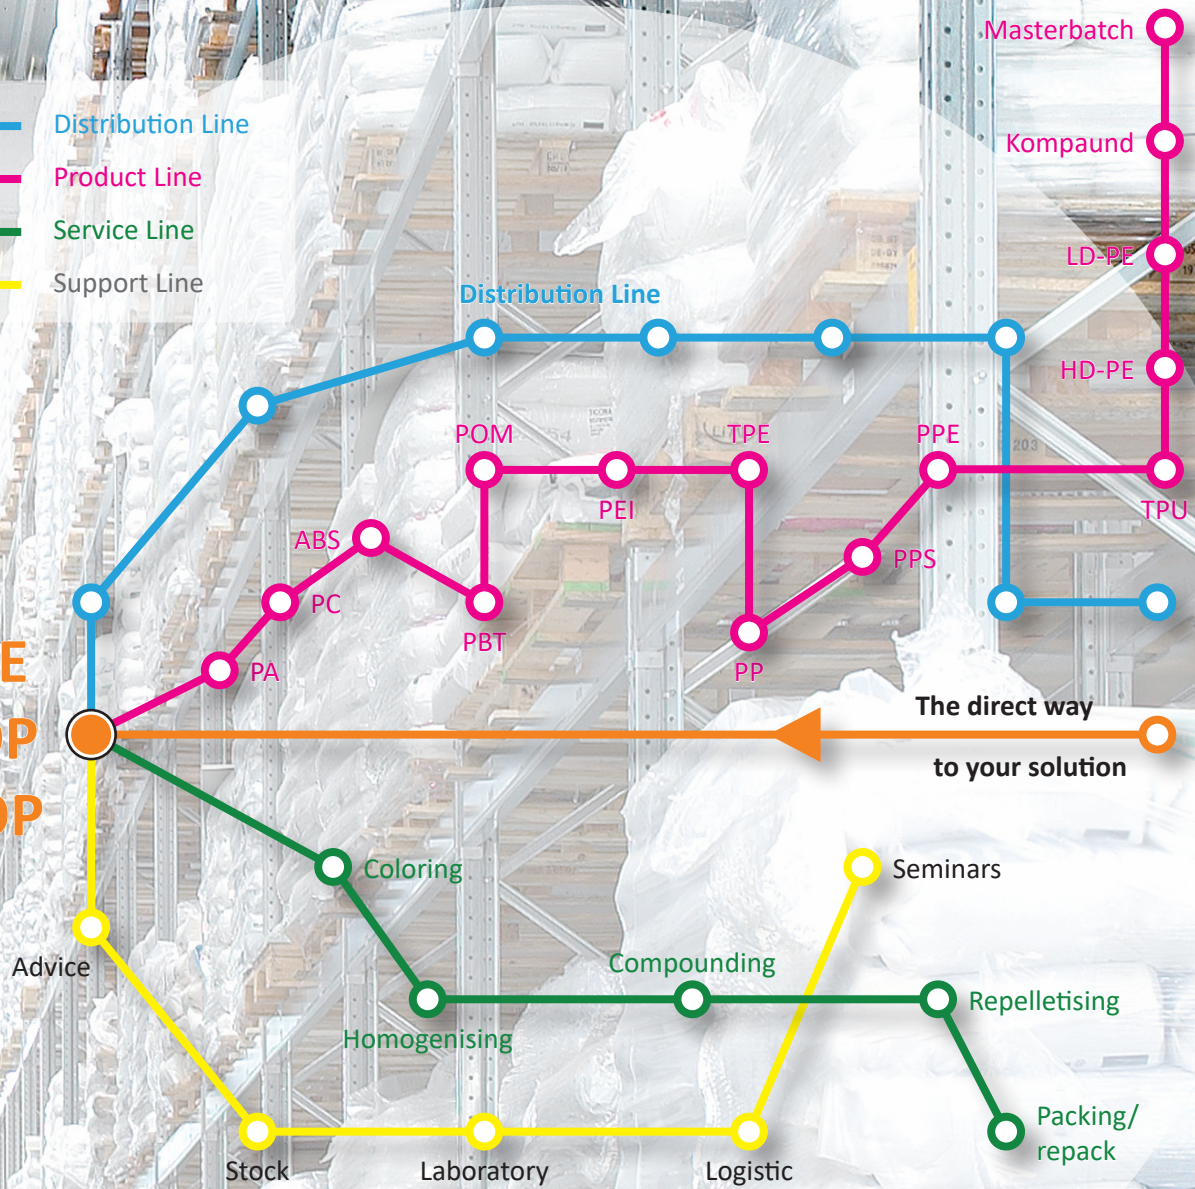 Masterbatch
Distribution Line
Kompaund
Product Line
Service Line
LD-PE
Support Line
Distribution Line
HD-PE
POM
TPE
PPE
PEI
TPU
ABS
PPS
PC
PBT
PA
PP
The direct way
to your solution
Coloring
Seminars
Advice
Compounding
Repelletising
Homogenising
Packing/
repack
Stock
Laboratory
Logistic